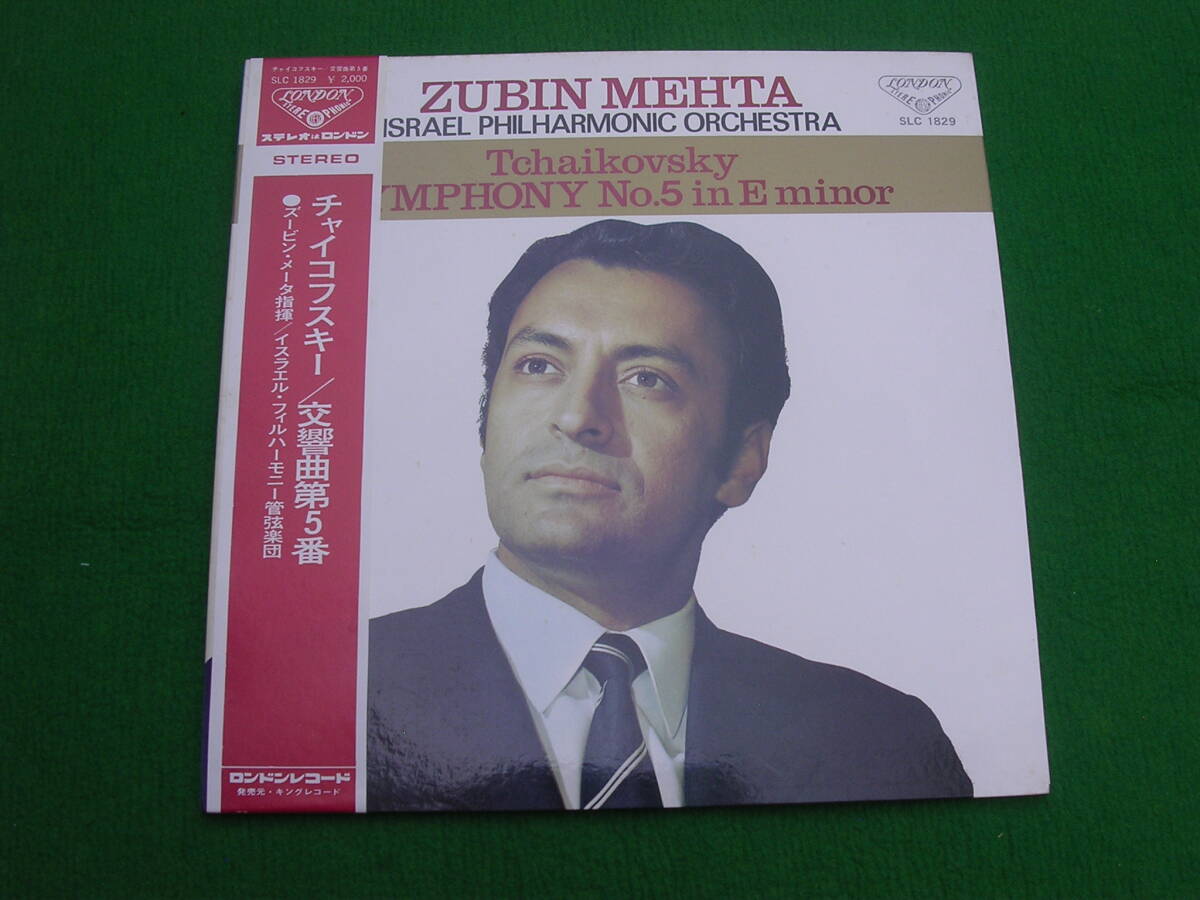 チャイコフスキー/交響曲第5番
SLC 1829 ¥ 2,000
LONDON
STEREO PHONIC
ステレオはロンドン
STEREO
チャイコフスキー/交響曲第5番
●ズービン・メータ指揮/イスラエル・フィルハーモニー管弦楽団
ロンドンレコード
発売元・キングレコード
ZUBIN MEHTA
ISRAEL PHILHARMONIC ORCHESTRA
Tchaikovsky
YMPHONY No.5 in E minor
LONDON
STEREO PHONIC
SLC 1829